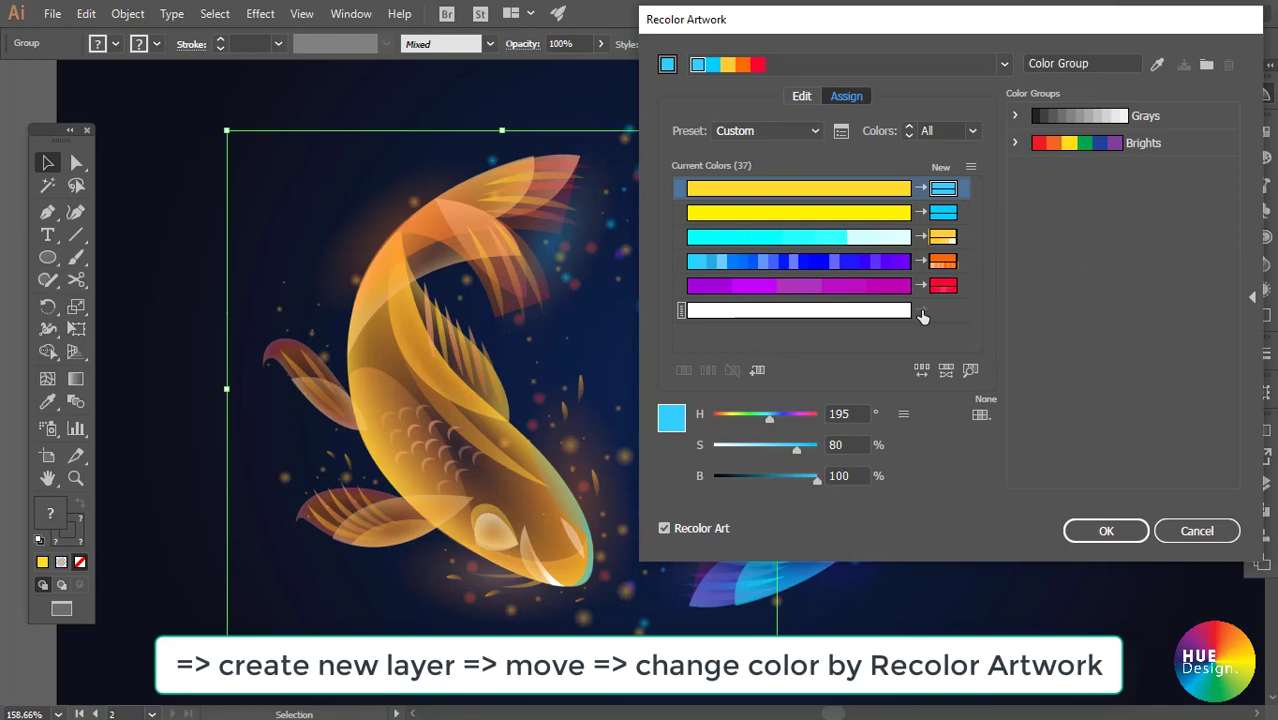 Ai File Edit Object Type Select Effect View Window Help Br St
Recolor Artwork
Group ? ? Stroke: Mixed Opacity: 100% Style:
Color Group
Edit Assign
Color Groups
Preset: Custom Colors: All
Grays
Brights
Current Colors (37) New
None
H 195 °
S 80 %
B 100 %
?
?
?
Recolor Art OK Cancel
=> create new layer => move => change color by Recolor Artwork
HUE
Design.
158.66% 2 Selection